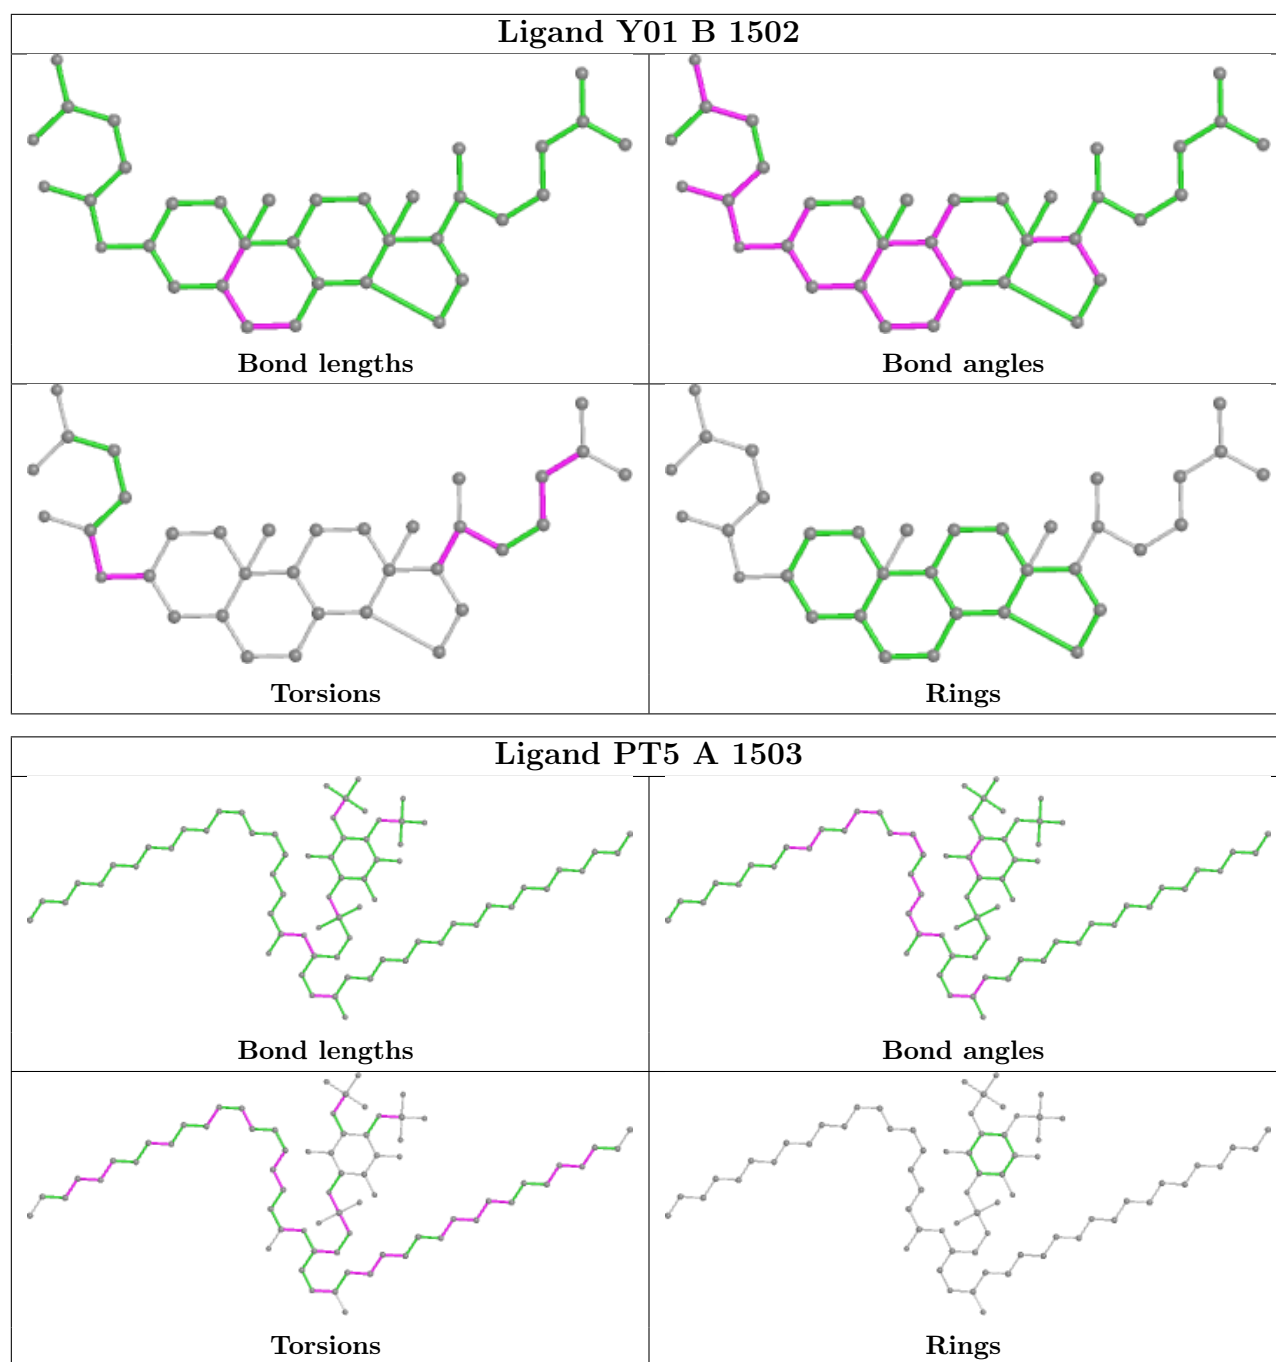 Ligand Y01 B 1502
Bond lengths
Bond angles
Torsions
Rings
Ligand PT5 A 1503
Bond lengths
Bond angles
Torsions
Rings